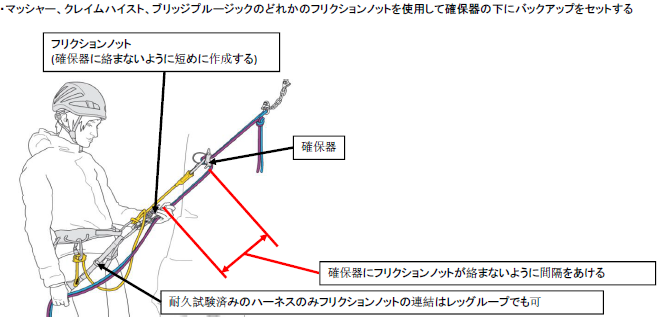 ・マッシャー、クレイムハイスト、ブリッジプルージックのどれかのフリクションノットを使用して確保器の下にバックアップをセットする
フリクションノット
(確保器に絡まないように短めに作成する)
確保器
確保器にフリクションノットが絡まないように間隔をあける
耐久試験済みのハーネスのみフリクションノットの連結はレッグループでも可